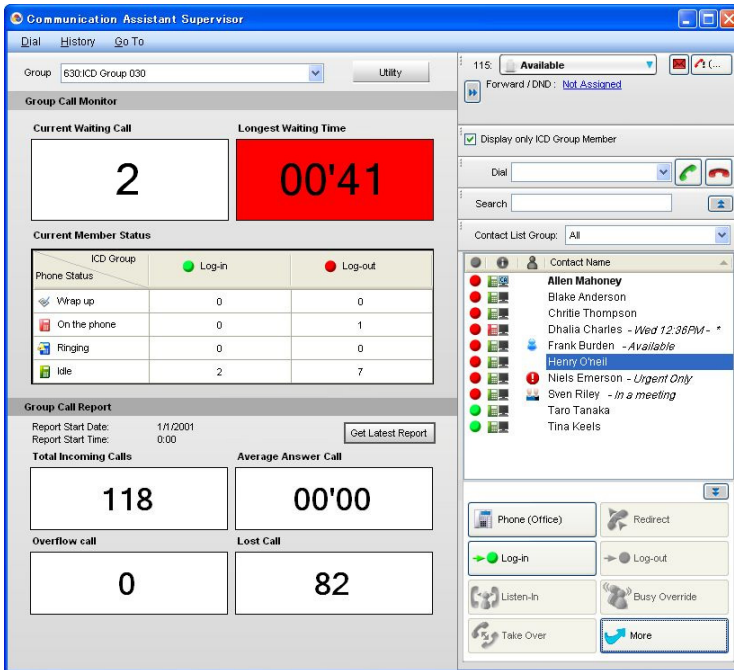 Communication Assistant Supervisor
Dial History Go To
Group 630:ICD Group 030 Utility
Group Call Monitor
Current Waiting Call Longest Waiting Time
2 00'41
Current Member Status
ICD Group
Phone Status Log-in Log-out
Wrap up 0 0
On the phone 0 1
Ringing 0 0
Idle 2 7
Group Call Report
Report Start Date: 1/1/2001
Report Start Time: 0:00
Get Latest Report
Total Incoming Calls Average Answer Call
118 00'00
Overflow call Lost Call
0 82
115: Available (...
Forward / DND : Not Assigned
Display only ICD Group Member
Dial
Search
Contact List Group: All
Contact Name
Allen Mahoney
Blake Anderson
Chritie Thompson
Dhalia Charles - Wed 12:36PM - *
Frank Burden - Available
Henry O'neil
Niels Emerson - Urgent Only
Sven Riley - In a meeting
Taro Tanaka
Tina Keels
Phone (Office) Redirect
Log-in Log-out
Listen-In Busy Override
Take Over More